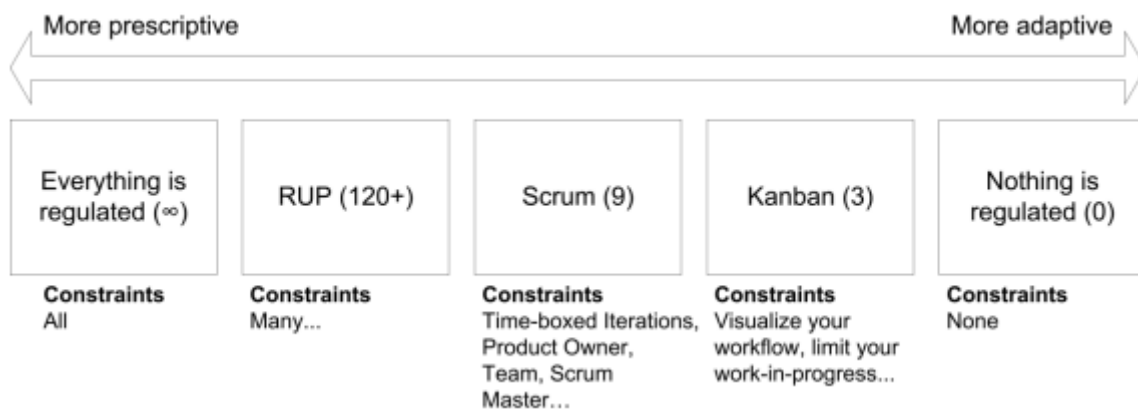 More prescriptive
More adaptive
Everything is
regulated (∞)
RUP (120+)
Scrum (9)
Kanban (3)
Nothing is
regulated (0)
Constraints
All
Constraints
Many...
Constraints
Time-boxed Iterations,
Product Owner,
Team, Scrum
Master…
Constraints
Visualize your
workflow, limit your
work-in-progress...
Constraints
None